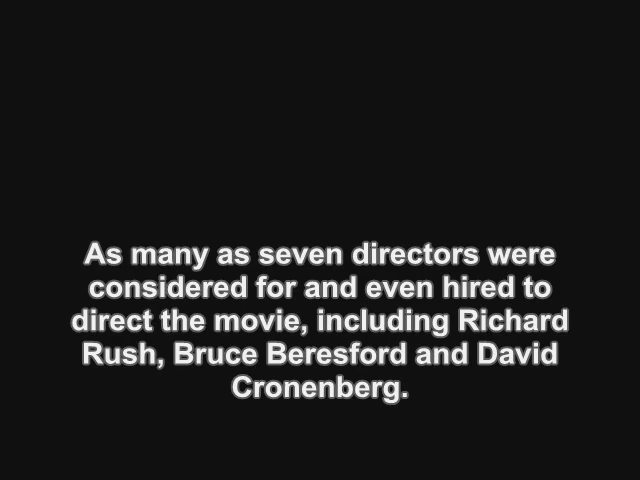 As many as seven directors were
considered for and even hired to
direct the movie, including Richard
Rush, Bruce Beresford and David
Cronenberg.